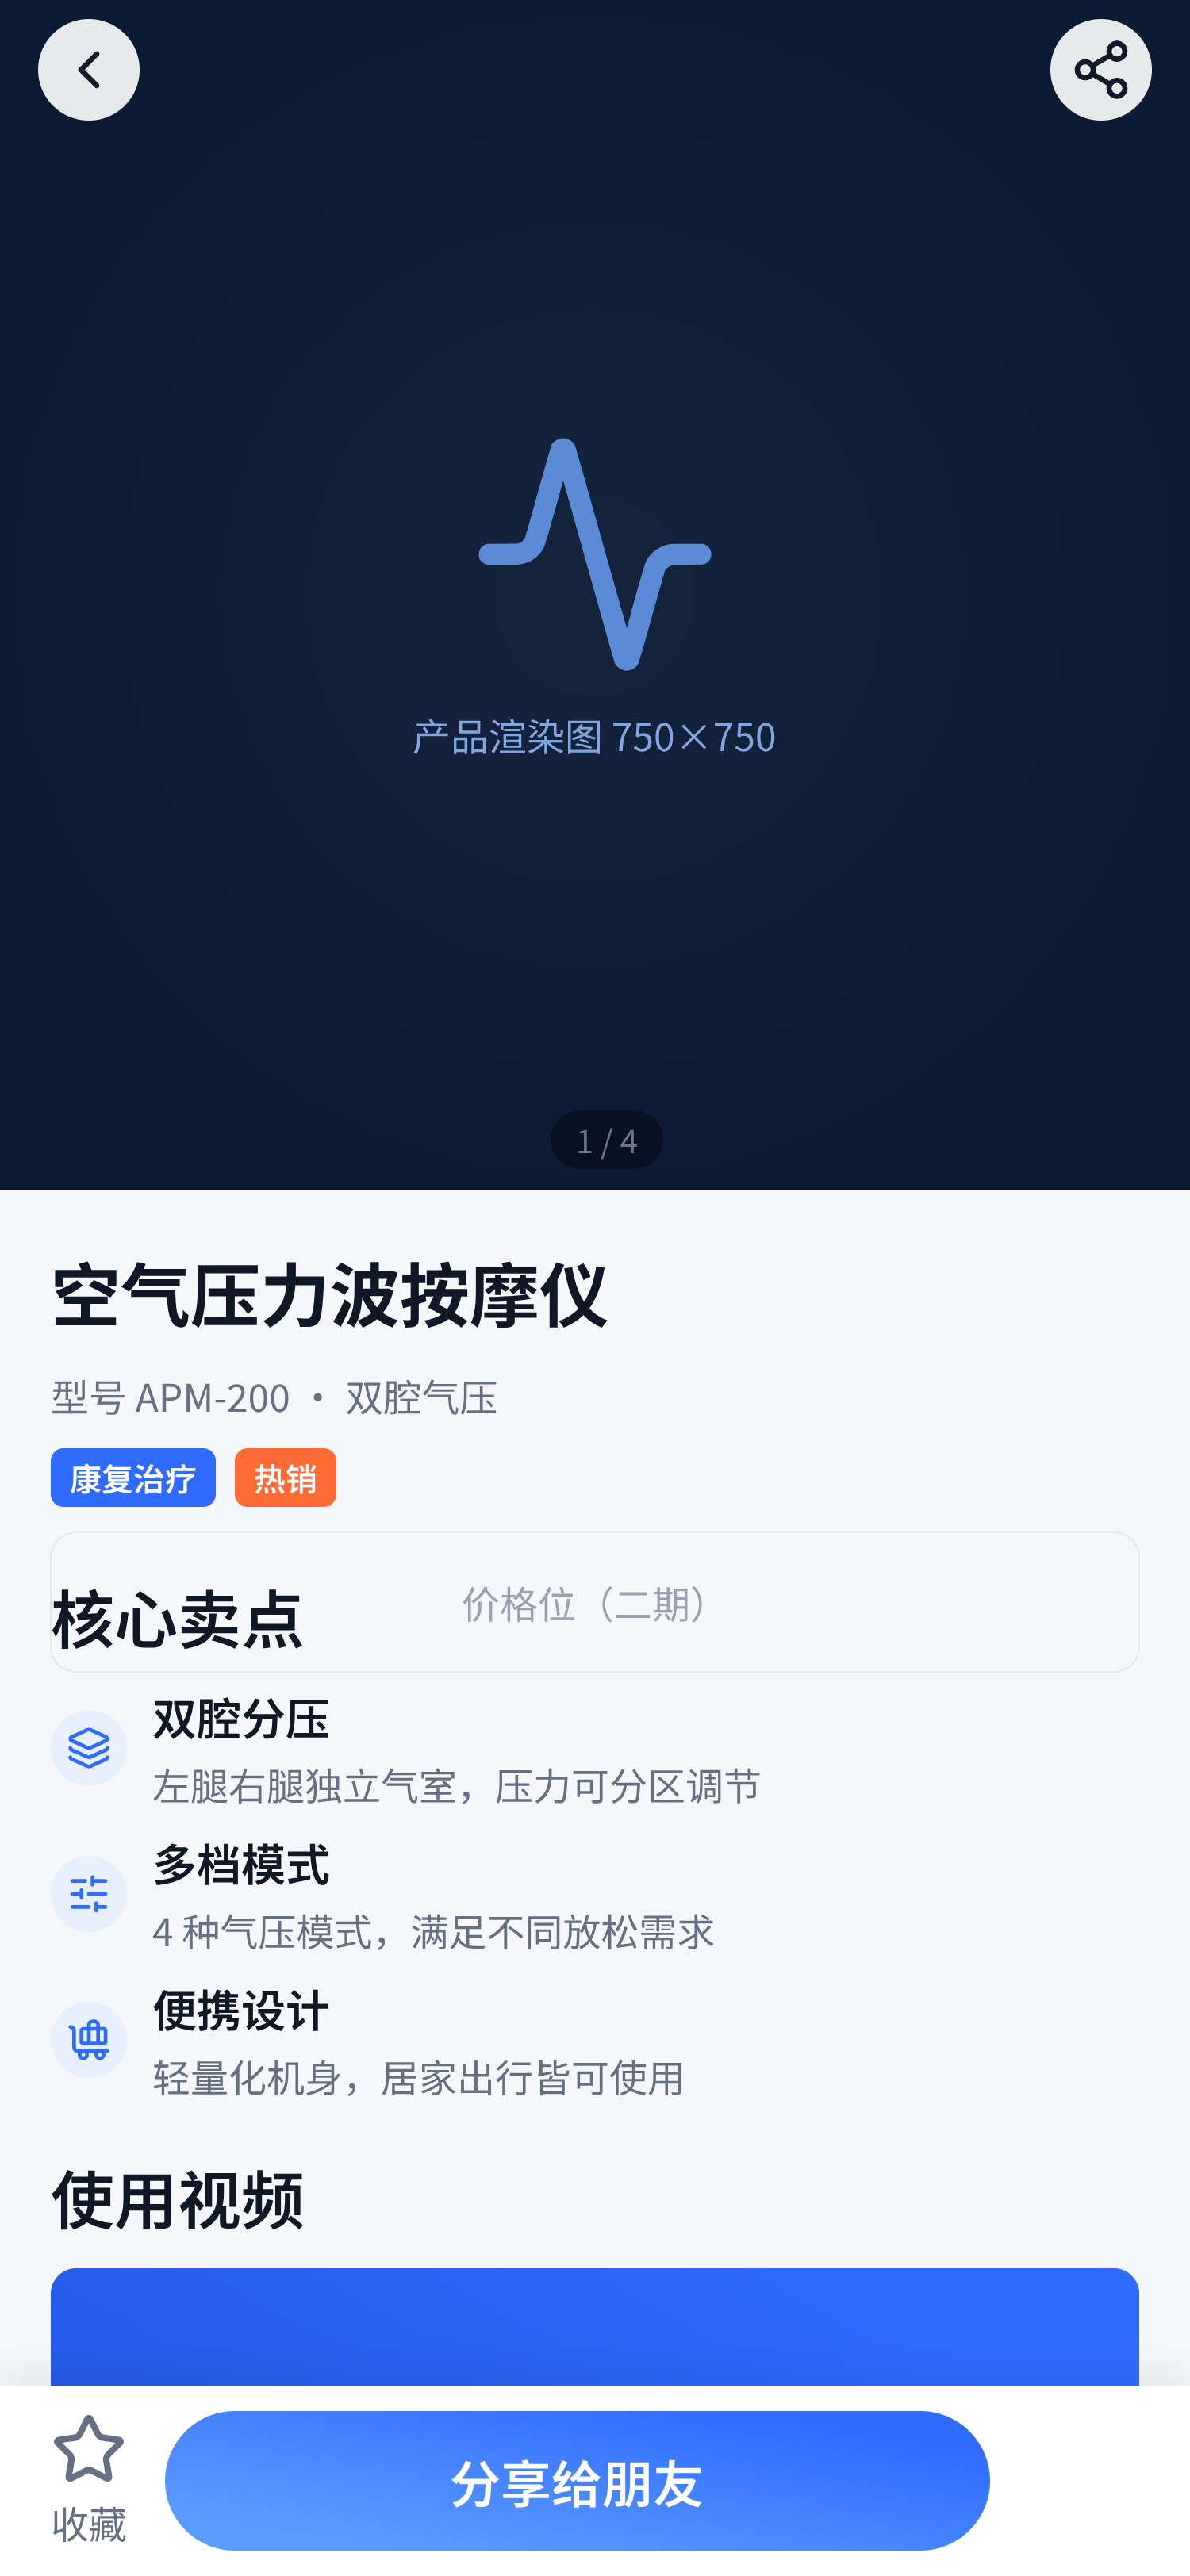 产品渲染图 750×750
1 / 4
空气压力波按摩仪
型号 APM-200 · 双腔气压
康复治疗 热销
价格位（二期）
核心卖点
双腔分压
左腿右腿独立气室，压力可分区调节
多档模式
4 种气压模式，满足不同放松需求
便携设计
轻量化机身，居家出行皆可使用
使用视频
分享给朋友
收藏